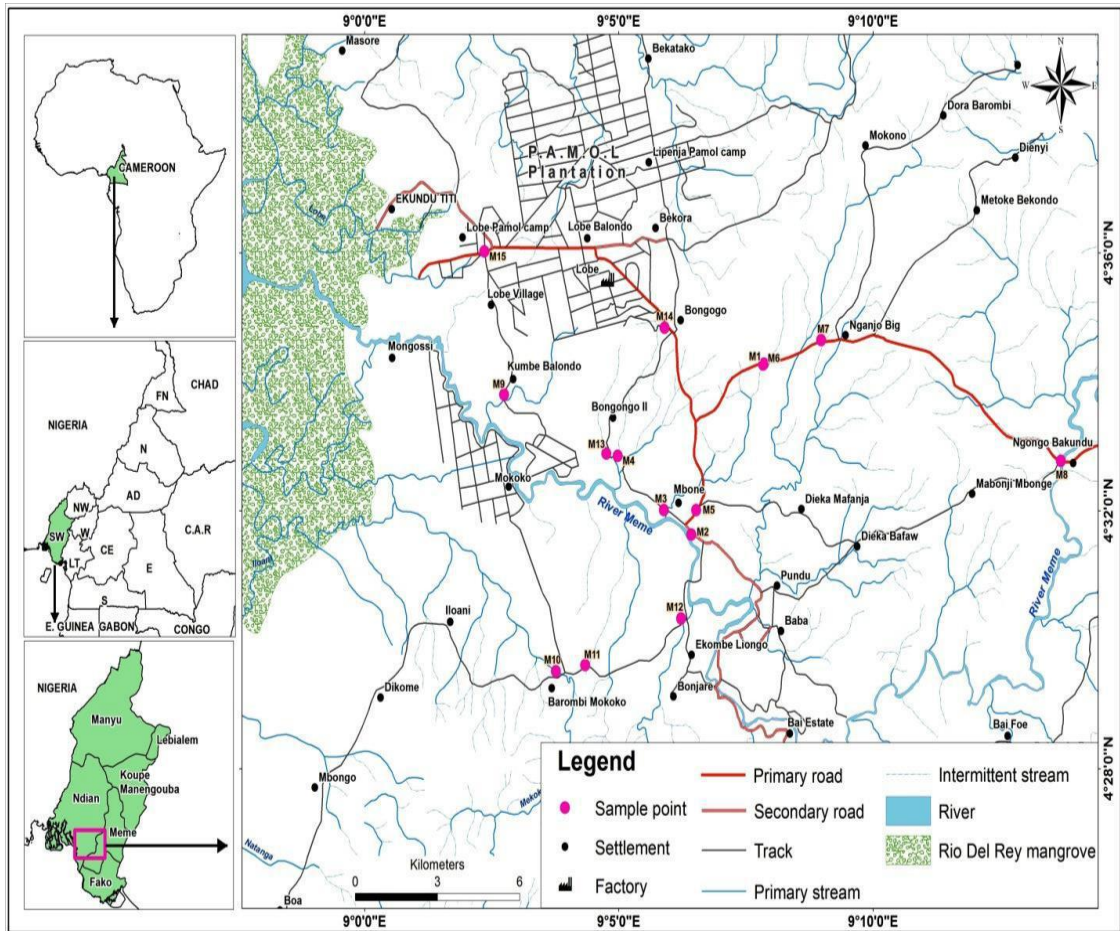 CAMEROON
NIGERIA
CHAD
FN
N
AD
NW
SW
W
LT
CE
C.A.R
E
S
E. GUINEA
GABON
CONGO
NIGERIA
Manyu
Lebialem
Koupe
Manengouba
Ndian
Meme
Fako
9°0'0"E
9°5'0"E
9°10'0"E
Masore
Bekatako
N
W
E
S
Dora Barombi
Mokono
Dienyi
P.A.M.O.L
Plantation
Lipenja Pamol camp
Metoke Bekondo
EKUNDU TITI
Lobe
Lobe Pamol camp
Lobe Balondo
Bekora
M15
4°36'0"N
Lobe
Lobe Village
M14
Bongogo
M7
Nganjo Big
Mongossi
M1
M6
Kumbe Balondo
M9
Bongongo II
M13
M4
Ngongo Bakundu
M8
Mokoko
Mabonji Mbonge
M3
Mbone
M5
Dieka Mafanja
4°32'0"N
River Meme
M2
Dieka Bafaw
Iloani
Pundu
River Meme
Iloani
M12
Baba
Ekombe Liongo
M10
M11
Dikome
Barombi Mokoko
Bonjare
Bai Estate
Bai Foe
4°28'0"N
Mbongo
Natanga
Boa
Kilometers
0
3
6
Legend
Sample point
Settlement
Factory
Primary road
Secondary road
Track
Primary stream
Intermittent stream
River
Rio Del Rey mangrove
9°0'0"E
9°5'0"E
9°10'0"E